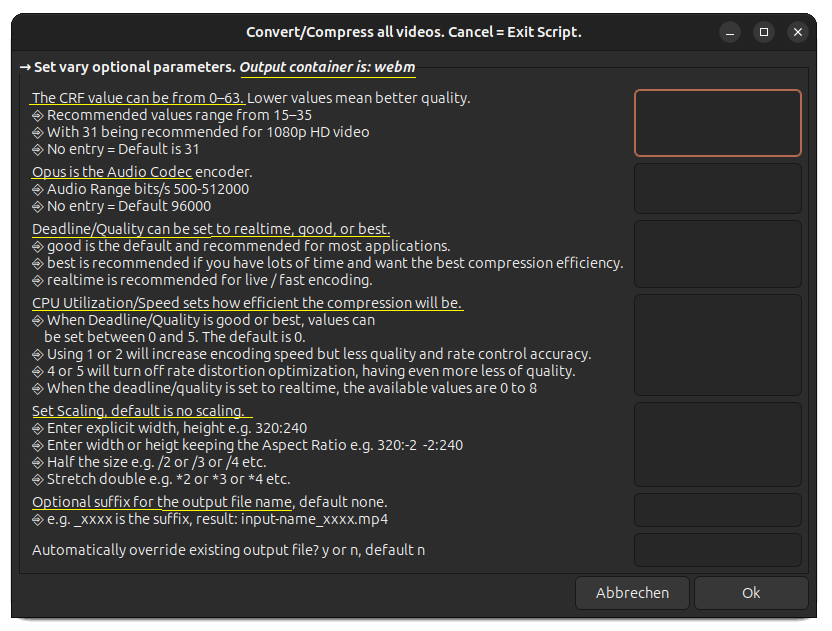 Convert/Compress all videos. Cancel = Exit Script.
→ Set vary optional parameters. Output container is: webm
The CRF value can be from 0–63. Lower values mean better quality.
⎆ Recommended values range from 15–35
⎆ With 31 being recommended for 1080p HD video
⎆ No entry = Default is 31
Opus is the Audio Codec encoder.
⎆ Audio Range bits/s 500-512000
⎆ No entry = Default 96000
Deadline/Quality can be set to realtime, good, or best.
⎆ good is the default and recommended for most applications.
⎆ best is recommended if you have lots of time and want the best compression efficiency.
⎆ realtime is recommended for live / fast encoding.
CPU Utilization/Speed sets how efficient the compression will be.
⎆ When Deadline/Quality is good or best, values can
be set between 0 and 5. The default is 0.
⎆ Using 1 or 2 will increase encoding speed but less quality and rate control accuracy.
⎆ 4 or 5 will turn off rate distortion optimization, having even more less of quality.
⎆ When the deadline/quality is set to realtime, the available values are 0 to 8
Set Scaling, default is no scaling.
⎆ Enter explicit width, height e.g. 320:240
⎆ Enter width or heigt keeping the Aspect Ratio e.g. 320:-2 -2:240
⎆ Half the size e.g. /2 or /3 or /4 etc.
⎆ Stretch double e.g. *2 or *3 or *4 etc.
Optional suffix for the output file name, default none.
⎆ e.g. _xxxx is the suffix, result: input-name_xxxx.mp4
Automatically override existing output file? y or n, default n
Abbrechen
Ok